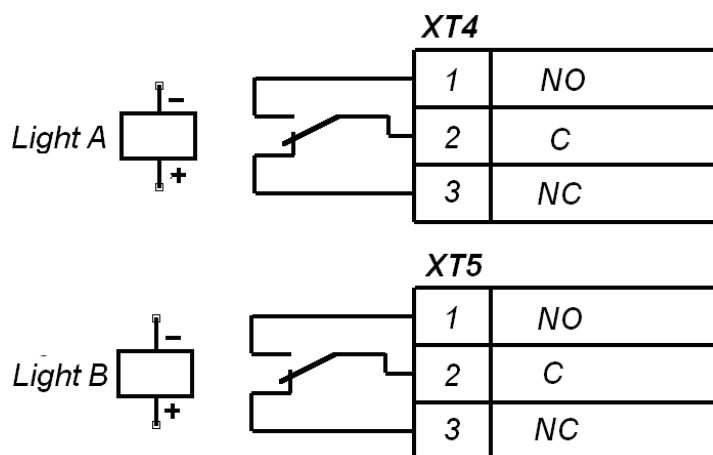 XT4
1 NO
Light A
-
+
2 C
3 NC
XT5
1 NO
Light B
-
+
2 C
3 NC